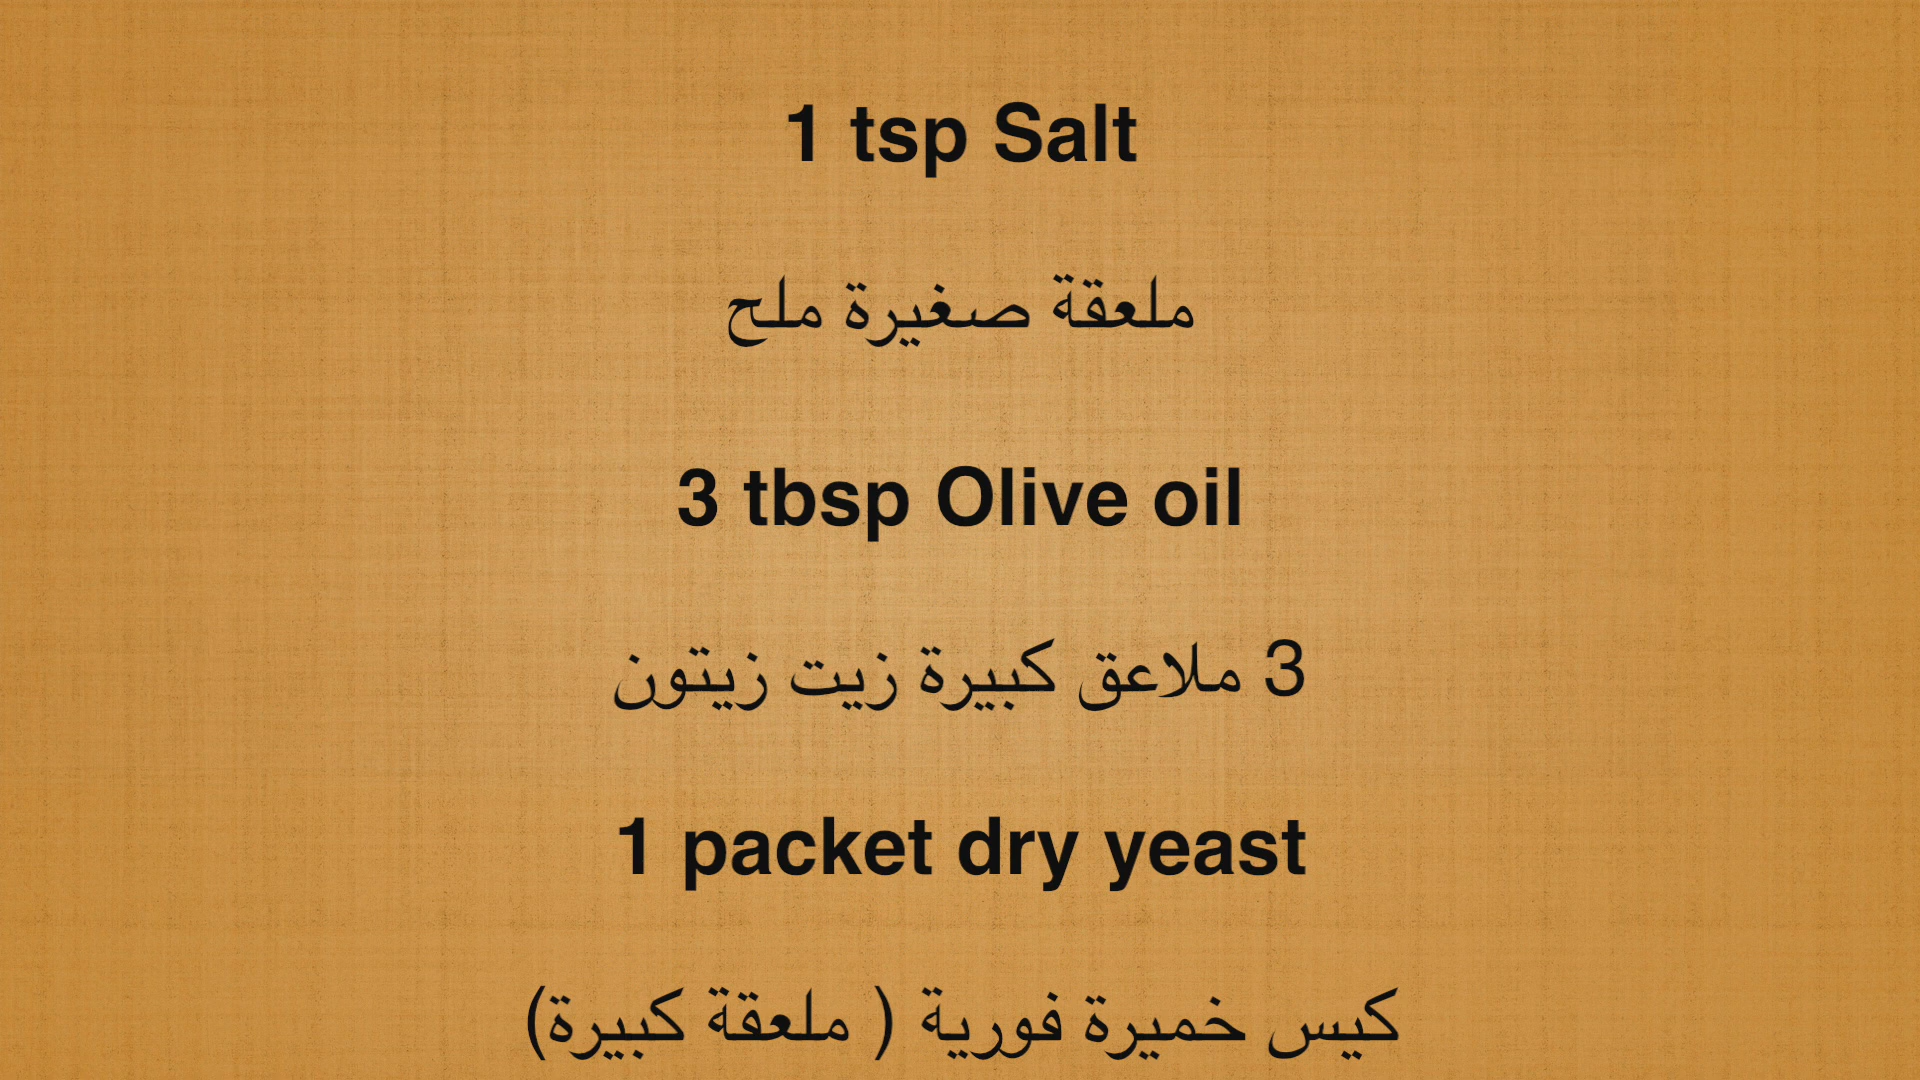 1 tsp Salt
ملعقة صغيرة ملح
3 tbsp Olive oil
3 ملاعق كبيرة زيت زيتون
1 packet dry yeast
كيس خميرة فورية ( ملعقة كبيرة)